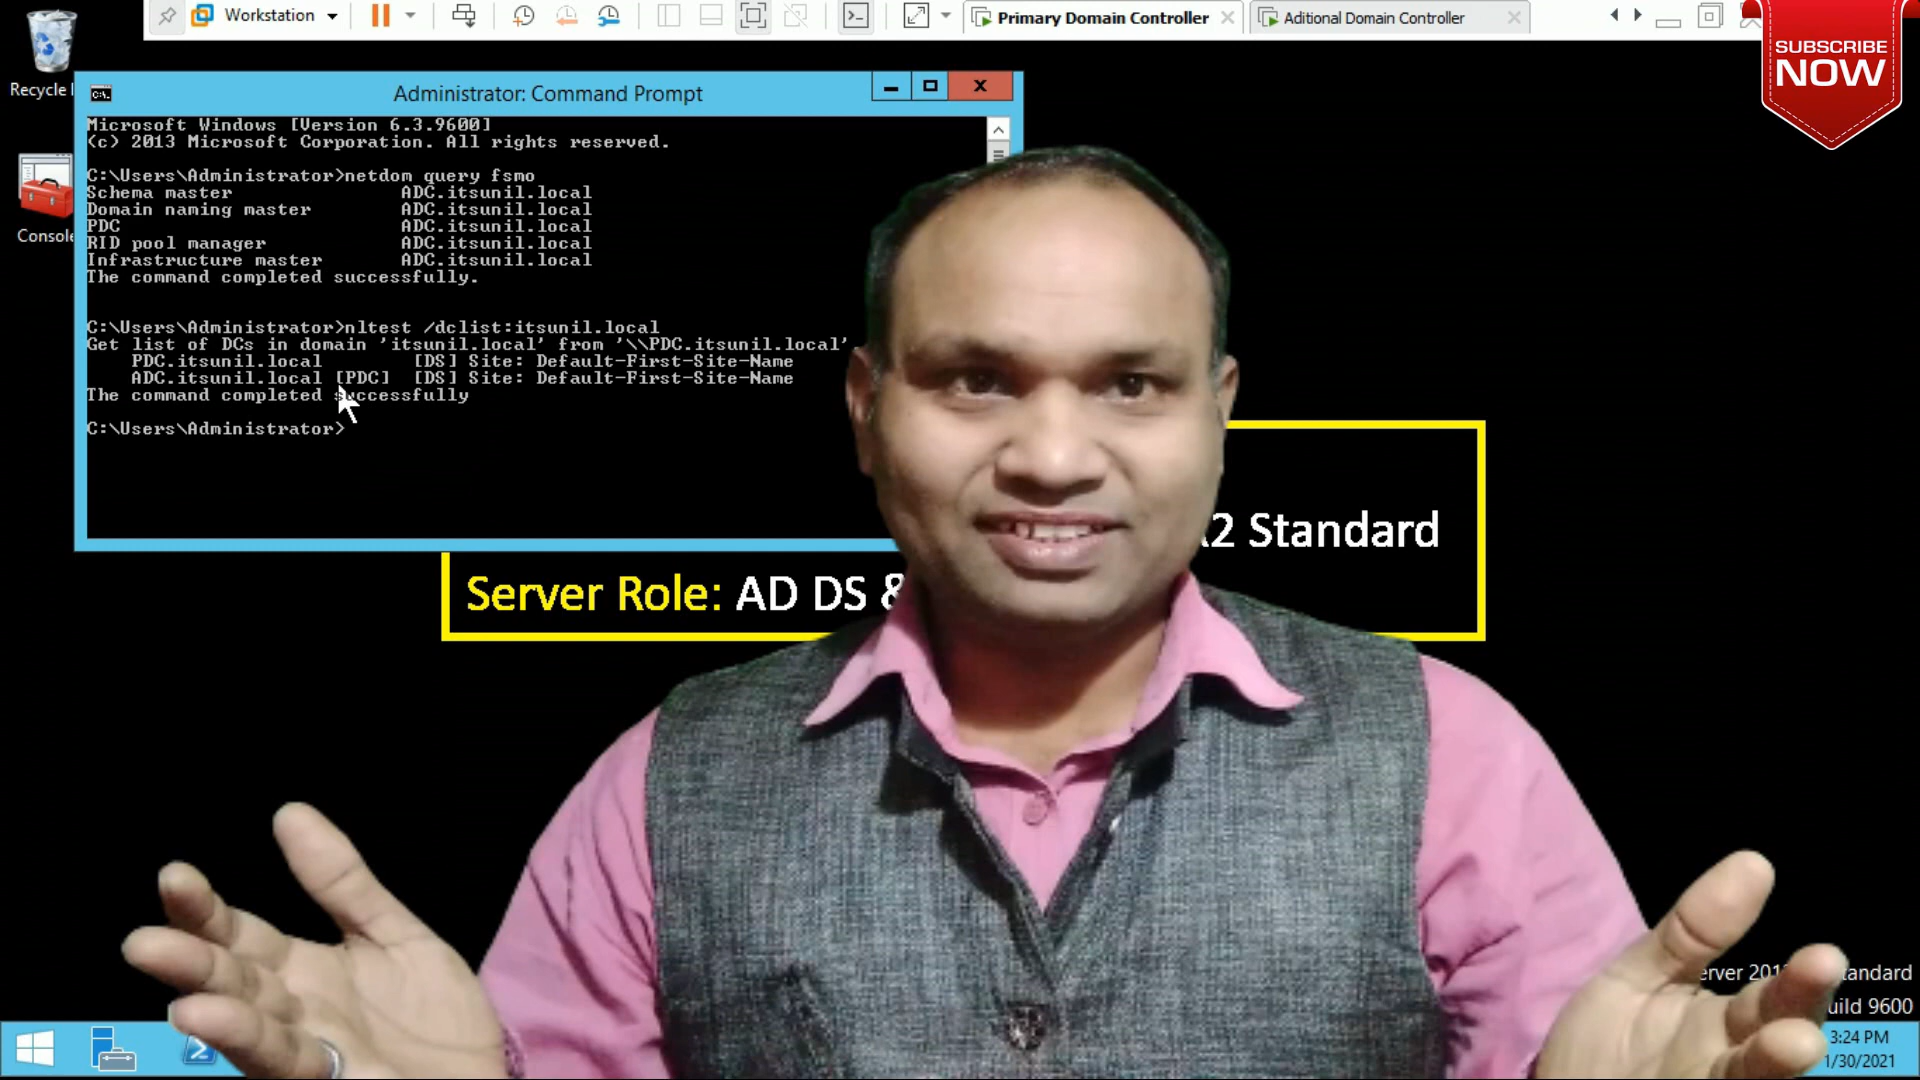 Workstation
Primary Domain Controller
Aditional Domain Controller
SUBSCRIBE
NOW
Recycle
Administrator: Command Prompt
Microsoft Windows [Version 6.3.9600]
(c) 2013 Microsoft Corporation. All rights reserved.
C:\Users\Administrator>netdom query fsmo
Schema master ADC.itsunil.local
Domain naming master ADC.itsunil.local
PDC ADC.itsunil.local
RID pool manager ADC.itsunil.local
Infrastructure master ADC.itsunil.local
The command completed successfully.
Console
C:\Users\Administrator>nltest /dclist:itsunil.local
Get list of DCs in domain 'itsunil.local' from '\\PDC.itsunil.local'.
PDC.itsunil.local [DS] Site: Default-First-Site-Name
ADC.itsunil.local [PDC] [DS] Site: Default-First-Site-Name
The command completed successfully
C:\Users\Administrator>
R2 Standard
Server Role: AD DS &
erver 201 tandard
uild 9600
3:24 PM
1/30/2021